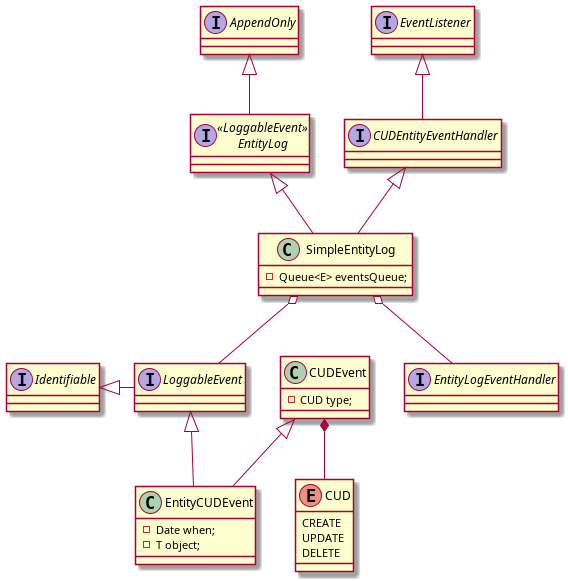 I AppendOnly
I EventListener
I «LoggableEvent»
EntityLog
I CUDEntityEventHandler
C SimpleEntityLog
Queue<E> eventsQueue;
I Identifiable
I LoggableEvent
C CUDEvent
CUD type;
I EntityLogEventHandler
C EntityCUDEvent
Date when;
T object;
E CUD
CREATE
UPDATE
DELETE